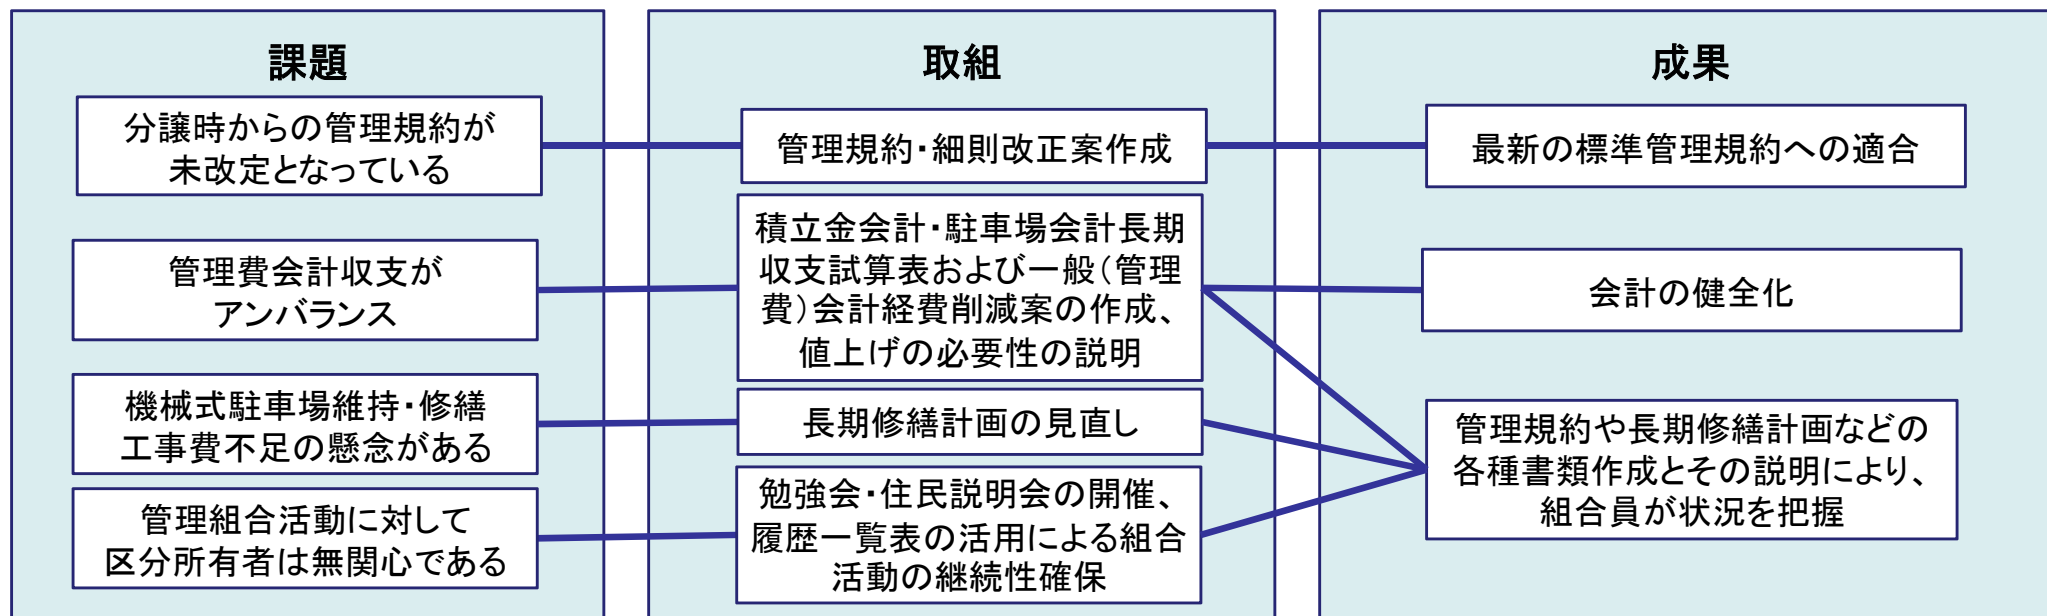 課題
分譲時からの管理規約が
未改定となっている
管理費会計収支が
アンバランス
機械式駐車場維持・修繕
工事費不足の懸念がある
管理組合活動に対して
区分所有者は無関心である
取組
管理規約・細則改正案作成
積立金会計・駐車場会計長期
収支試算表および一般（管理
費）会計経費削減案の作成、
値上げの必要性の説明
長期修繕計画の見直し
勉強会・住民説明会の開催、
履歴一覧表の活用による組合
活動の継続性確保
成果
最新の標準管理規約への適合
会計の健全化
管理規約や長期修繕計画などの
各種書類作成とその説明により、
組合員が状況を把握